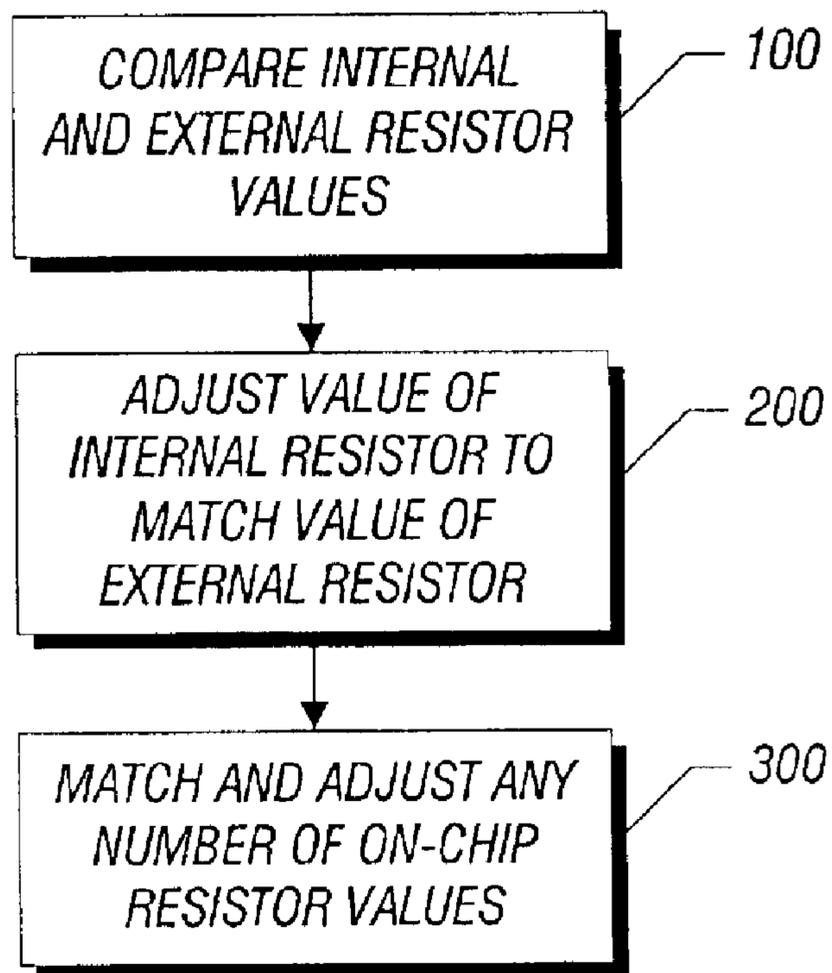 COMPARE INTERNAL
AND EXTERNAL RESISTOR
VALUES
100
ADJUST VALUE OF
INTERNAL RESISTOR TO
MATCH VALUE OF
EXTERNAL RESISTOR
200
MATCH AND ADJUST ANY
NUMBER OF ON-CHIP
RESISTOR VALUES
300